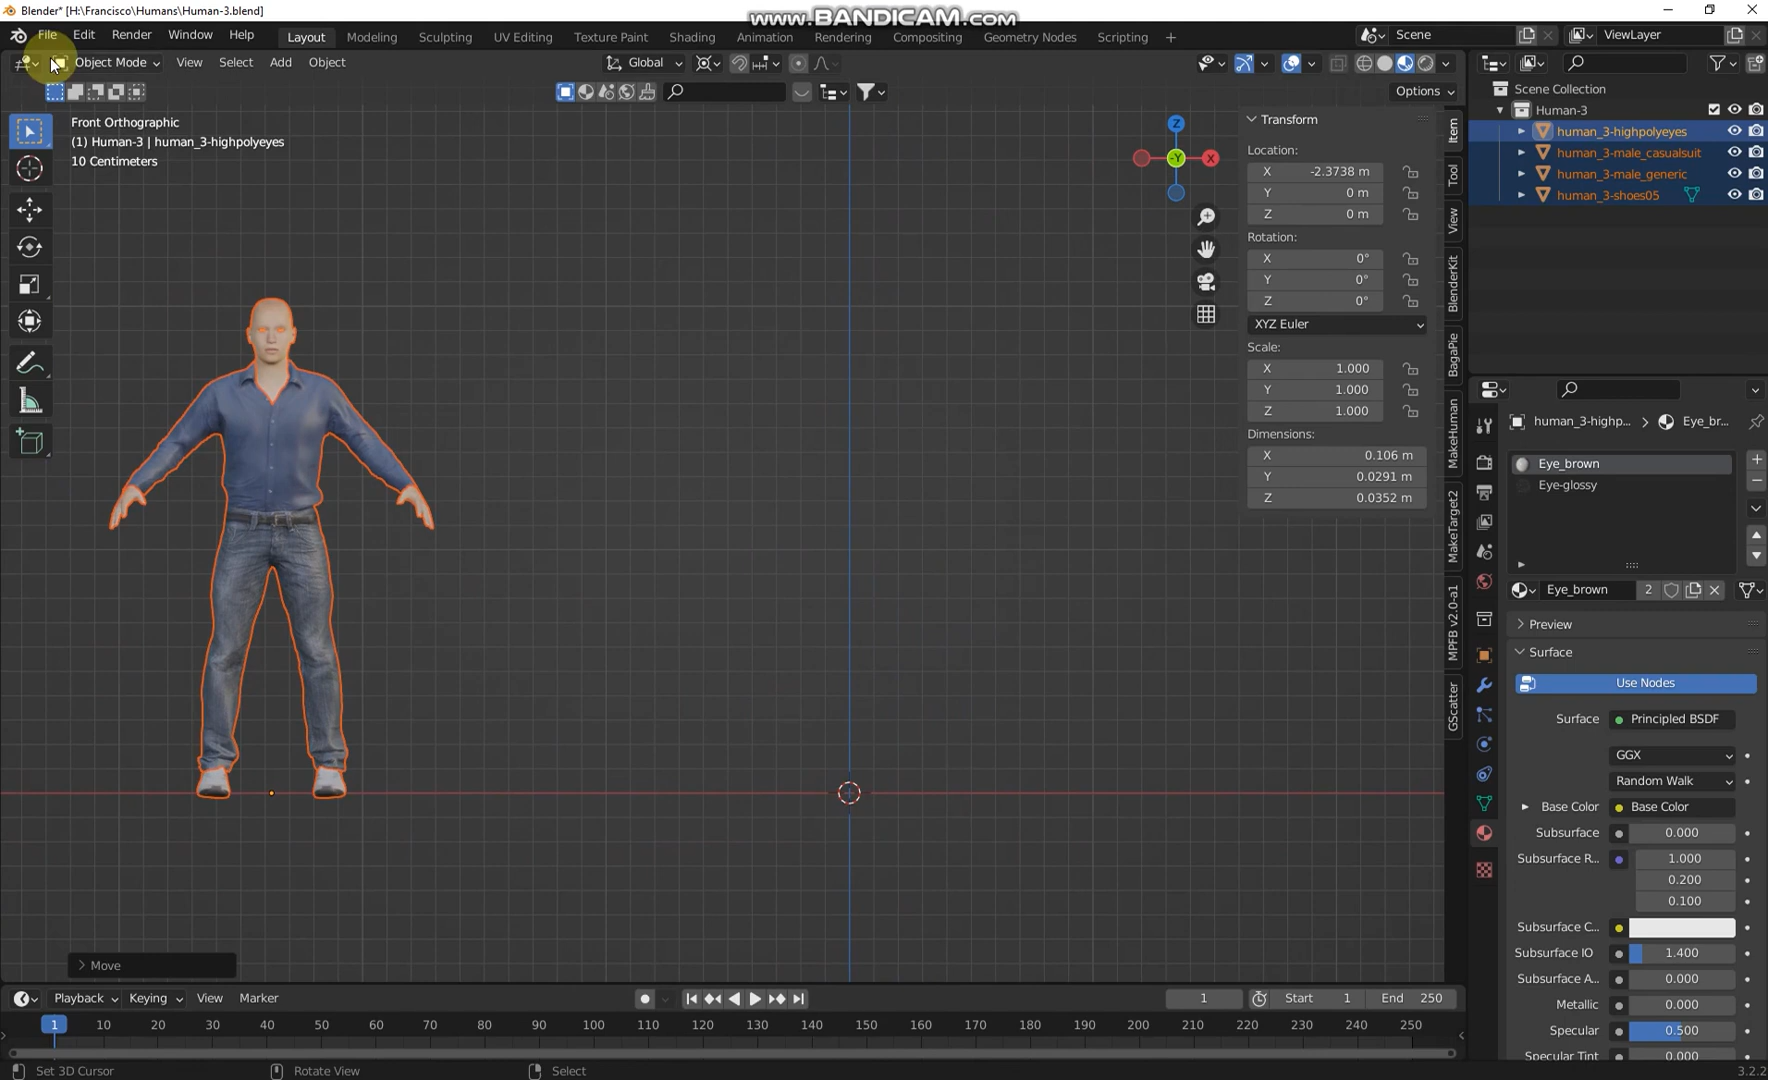 Blender* [H:\Francisco\Humans\Human-3.blend]
WWW.BANDICAM.COM
File Edit Render Window Help
Layout Modeling Sculpting UV Editing Texture Paint Shading Animation Rendering Compositing Geometry Nodes Scripting +
Scene
ViewLayer
Object Mode View Select Add Object
Global
Options
Front Orthographic
(1) Human-3 | human_3-highpolyeyes
10 Centimeters
Z
X
-Y
Transform
Location:
X -2.3738 m
Y 0 m
Z 0 m
Rotation:
X 0°
Y 0°
Z 0°
XYZ Euler
Scale:
X 1.000
Y 1.000
Z 1.000
Dimensions:
X 0.106 m
Y 0.0291 m
Z 0.0352 m
Item
Tool
View
BlenderKit
BagaPie
MakeHuman
MakeTarget2
MPFB v2.0-a1
GScatter
Scene Collection
Human-3
human_3-highpolyeyes
human_3-male_casualsuit
human_3-male_generic
human_3-shoes05
human_3-highp... Eye_br...
Eye_brown
Eye-glossy
Eye_brown 2
Preview
Surface
Use Nodes
Surface Principled BSDF
GGX
Random Walk
Base Color Base Color
Subsurface 0.000
Subsurface R... 1.000
0.200
0.100
Subsurface C...
Subsurface IO 1.400
Subsurface A... 0.000
Metallic 0.000
Specular 0.500
Specular Tint 0.000
Move
Playback Keying View Marker
1 Start 1 End 250
1 10 20 30 40 50 60 70 80 90 100 110 120 130 140 150 160 170 180 190 200 210 220 230 240 250
Set 3D Cursor Rotate View Select
3.2.2